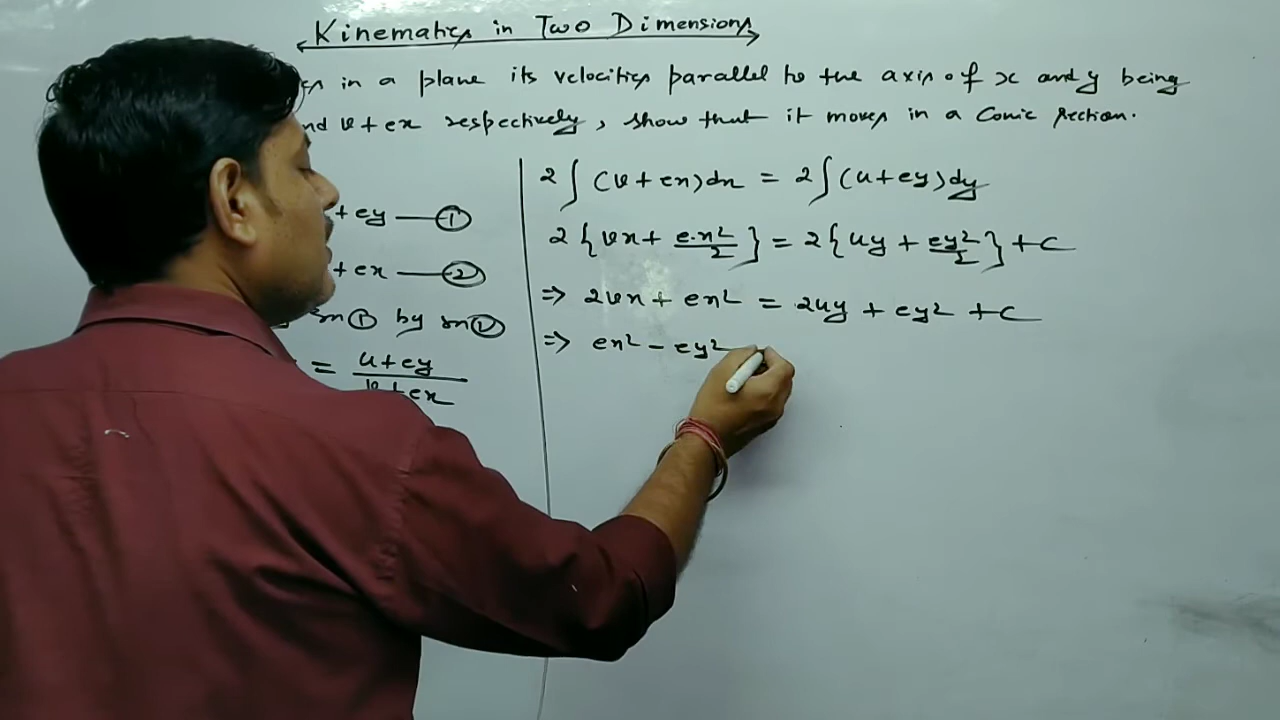 Kinematics in Two Dimensions
in a plane its velocities parallel to the axis of x and y being
v+ex respectively, show that it moves in a Conic Section.
+ey — ①
+ex — ②
① by ②
= u+ey / v+ex
2∫(v+ex)dx = 2∫(u+ey)dy
2{vx + e.x²/2} = 2{uy + ey²/2} + C
⇒ 2vx + ex² = 2uy + ey² + C
⇒ ex² - ey²